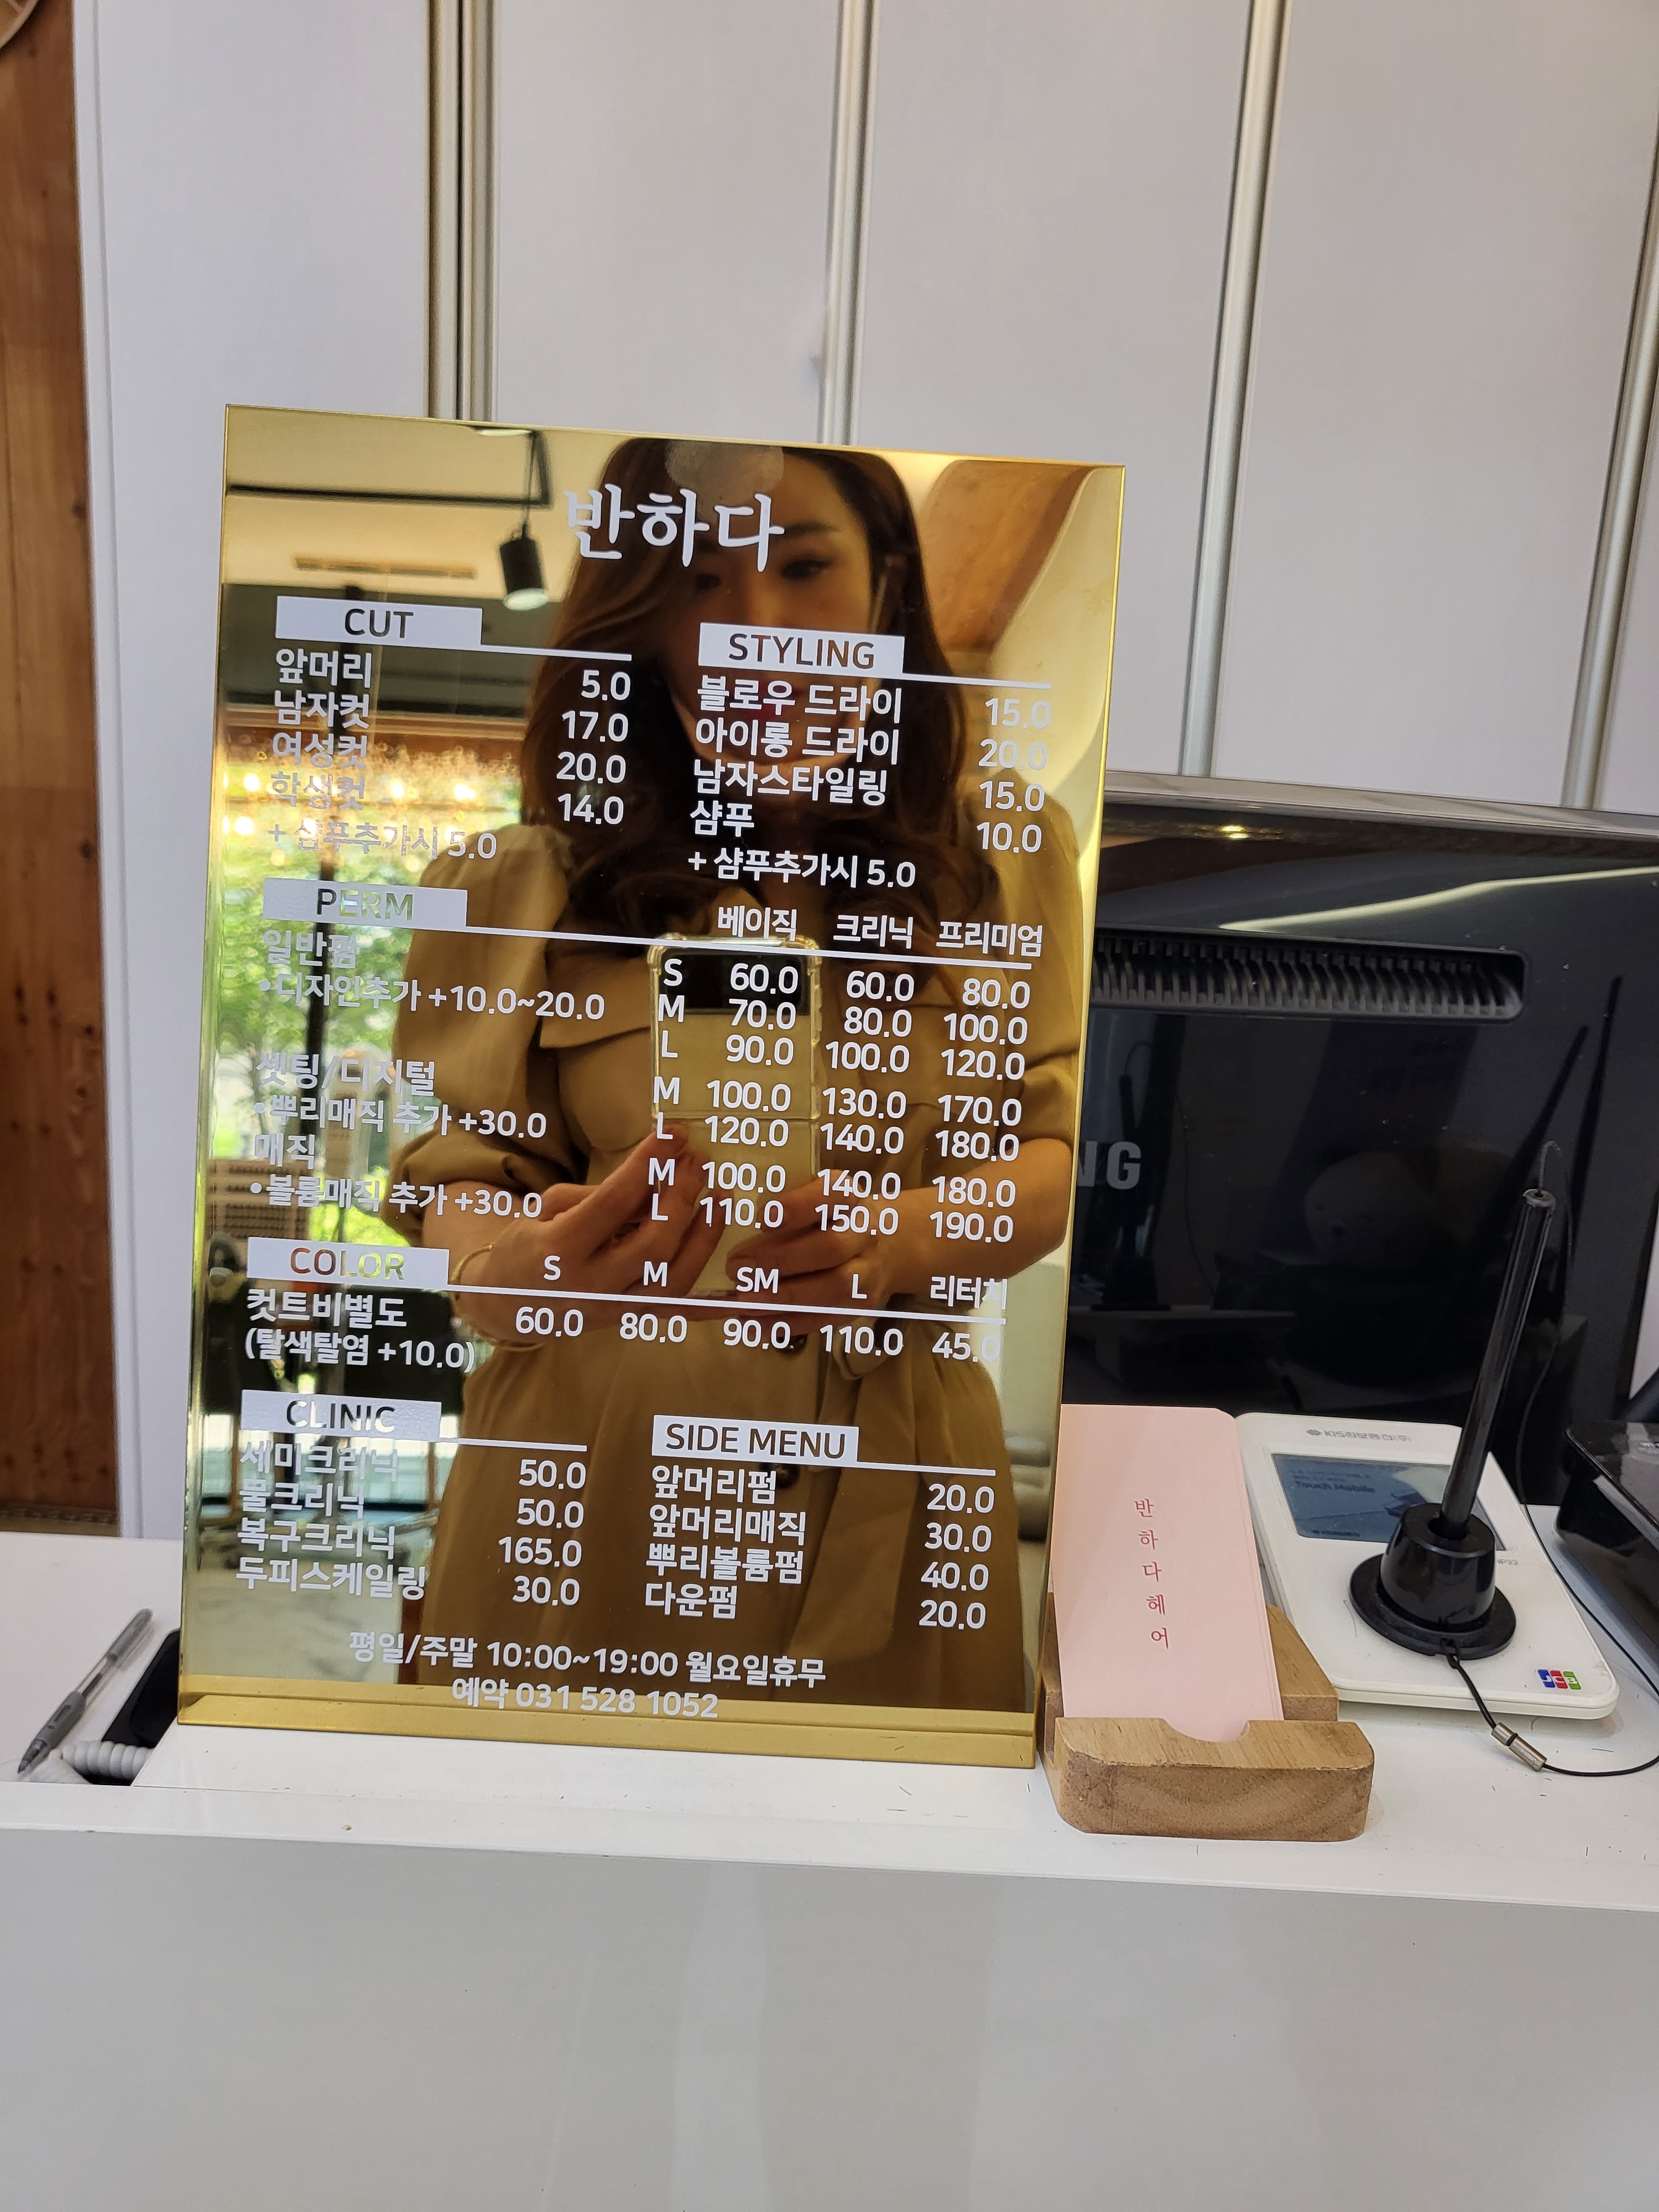 반하다
CUT
앞머리 5.0
남자컷 17.0
여성컷 20.0
학생컷 14.0
+ 샴푸추가시 5.0
STYLING
블로우 드라이 15.0
아이롱 드라이 20.0
남자스타일링 15.0
샴푸 10.0
+ 샴푸추가시 5.0
PERM 베이직 크리닉 프리미엄
일반펌 S 60.0 60.0 80.0
•디자인추가 +10.0~20.0 M 70.0 80.0 100.0
L 90.0 100.0 120.0
셋팅/디지털 M 100.0 130.0 170.0
•뿌리매직 추가 +30.0 L 120.0 140.0 180.0
매직 M 100.0 140.0 180.0
•볼륨매직 추가 +30.0 L 110.0 150.0 190.0
COLOR S M SM L 리터치
컷트비별도 60.0 80.0 90.0 110.0 45.0
(탈색탈염 +10.0)
CLINIC
세미크리닉 50.0
물크리닉 50.0
복구크리닉 165.0
두피스케일링 30.0
SIDE MENU
앞머리펌 20.0
앞머리매직 30.0
뿌리볼륨펌 40.0
다운펌 20.0
평일/주말 10:00~19:00 월요일휴무
예약 031 528 1052
NG
반하다헤어
KIS정보통신(주)
Touch Mobile
JCB